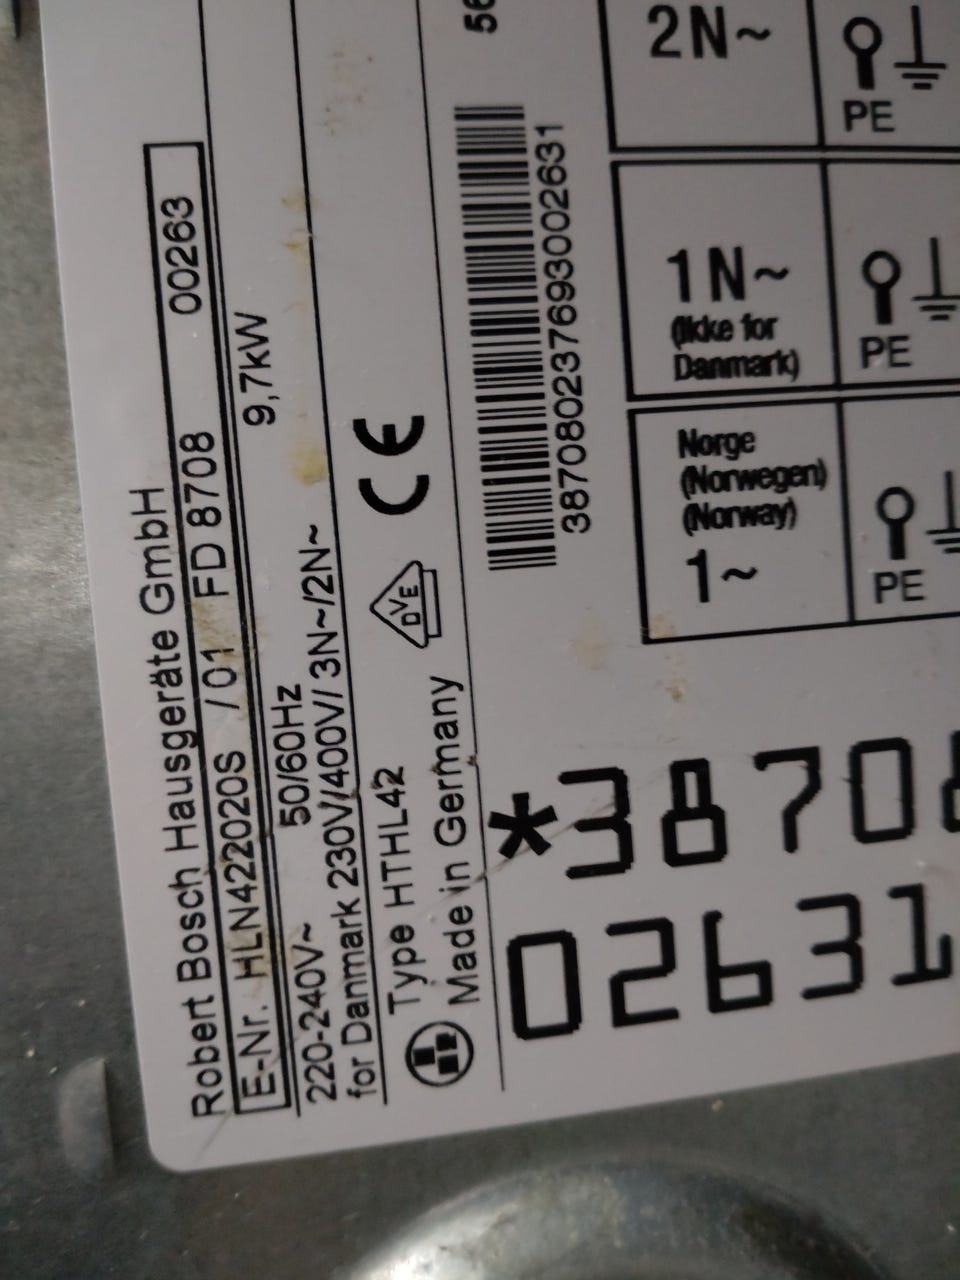 Robert Bosch Hausgeräte GmbH
E-Nr. HLN422020S /01 FD 8708 00263
220-240V~ 50/60Hz 9,7kW
for Danmark 230V/400V/ 3N~/2N~
Type HTHL42
DVE
CE
Made in Germany
56
387080237693002631
*38708
02631
2N~
PE
1N~
(Ikke for
Danmark)
PE
Norge
(Norwegen)
(Norway)
1~
PE